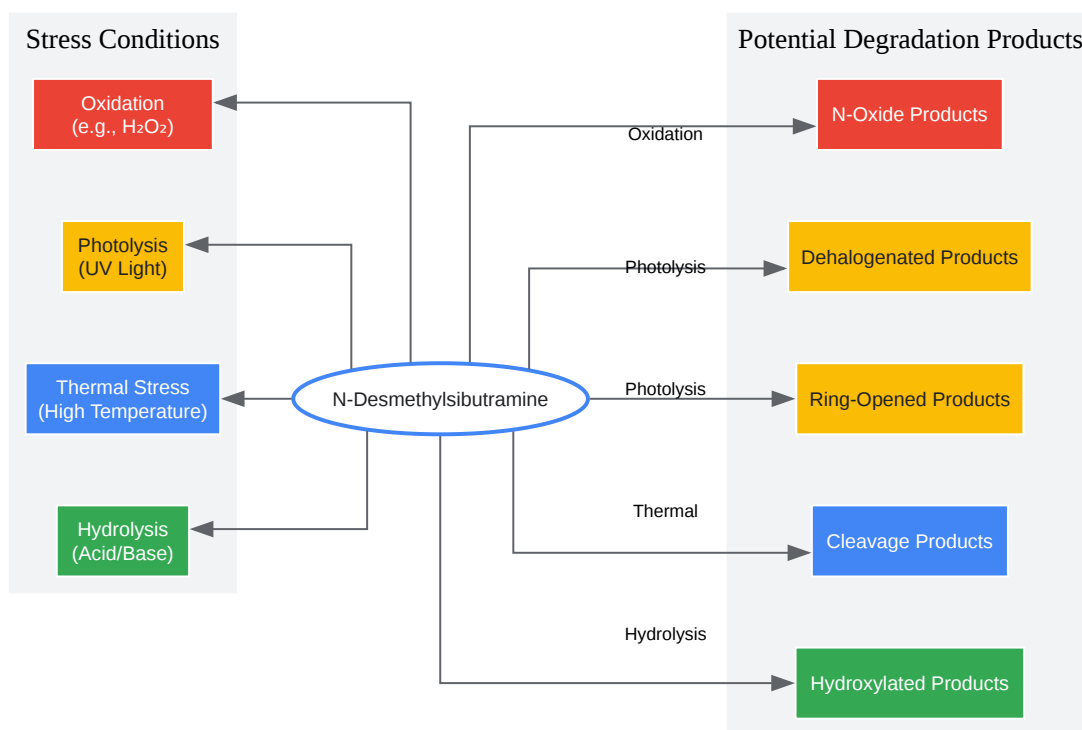 Stress Conditions
Oxidation
(e.g., H₂O₂)
Photolysis
(UV Light)
Thermal Stress
(High Temperature)
Hydrolysis
(Acid/Base)
N-Desmethylsibutramine
Oxidation
Photolysis
Photolysis
Thermal
Hydrolysis
Potential Degradation Products
N-Oxide Products
Dehalogenated Products
Ring-Opened Products
Cleavage Products
Hydroxylated Products